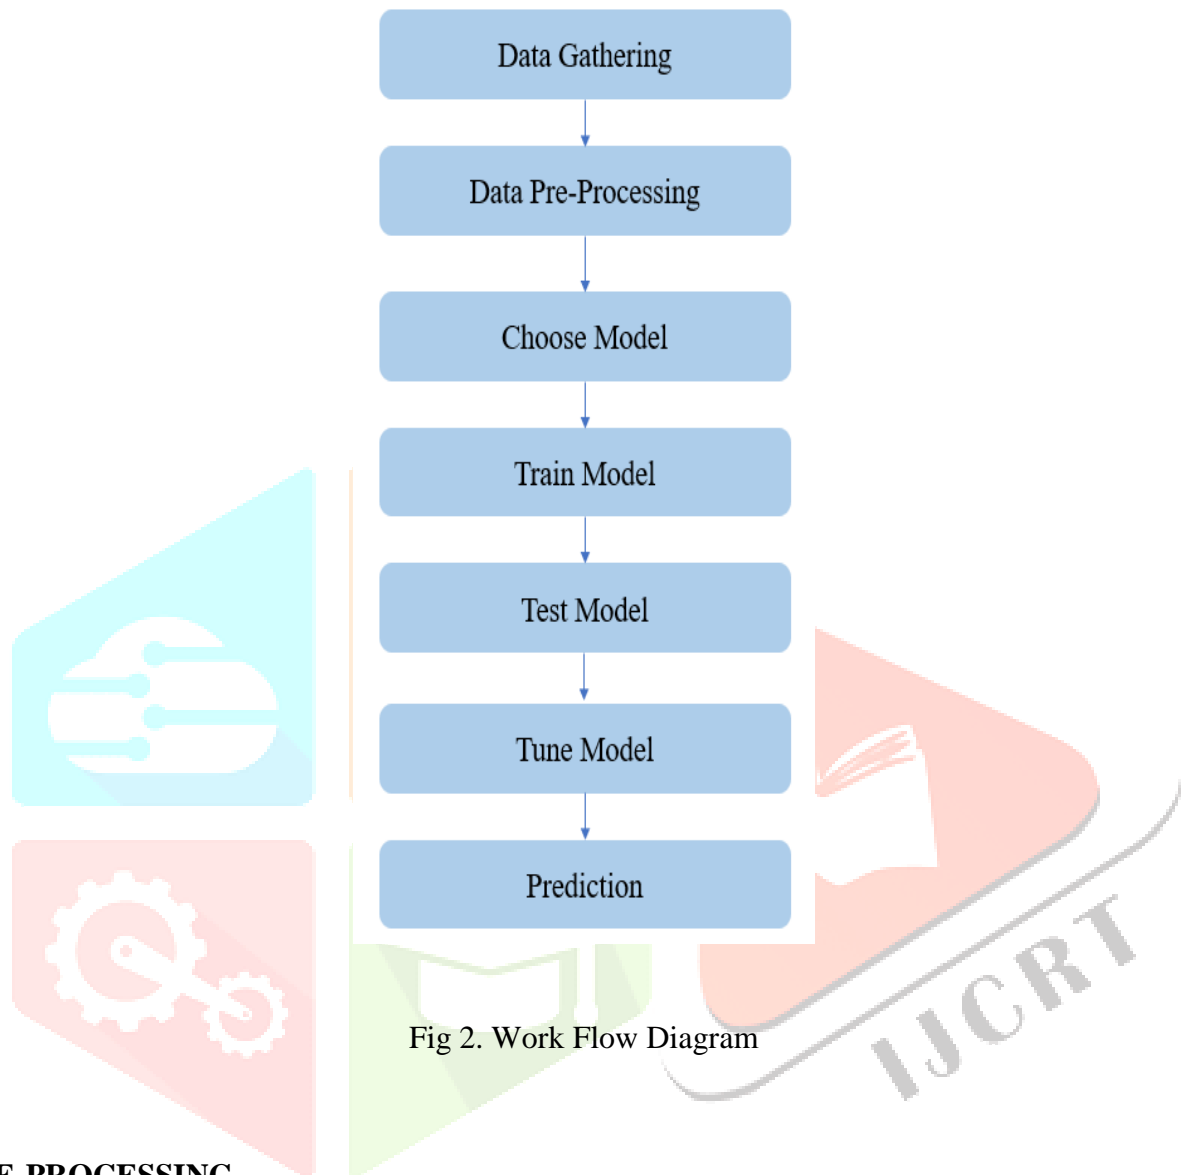 Data Gathering
Data Pre-Processing
Choose Model
Train Model
Test Model
Tune Model
Prediction
IJCRT
Fig 2. Work Flow Diagram
E-PROCESSING